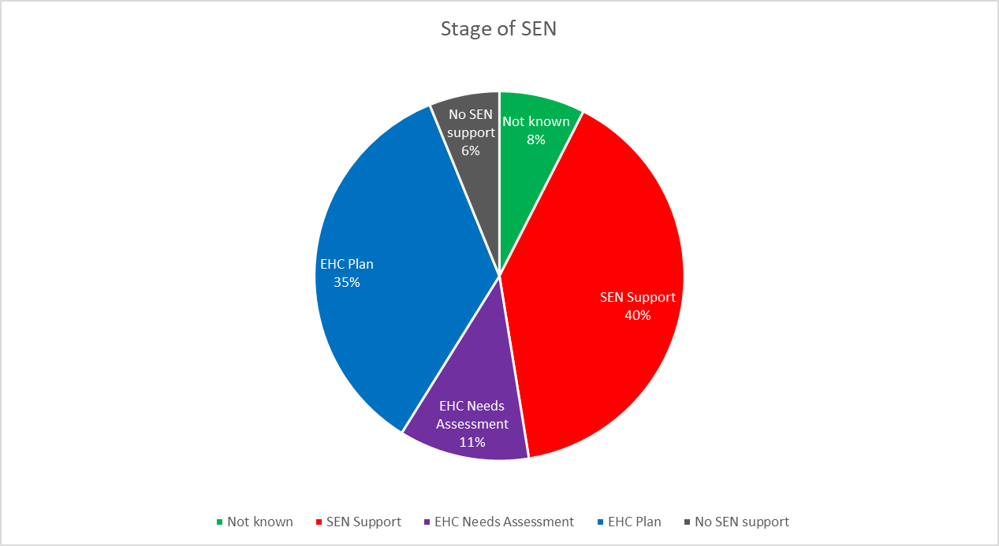 Stage of SEN
No SEN
support
6%
Not known
8%
EHC Plan
35%
SEN Support
40%
EHC Needs
Assessment
11%
Not known SEN Support EHC Needs Assessment EHC Plan No SEN support